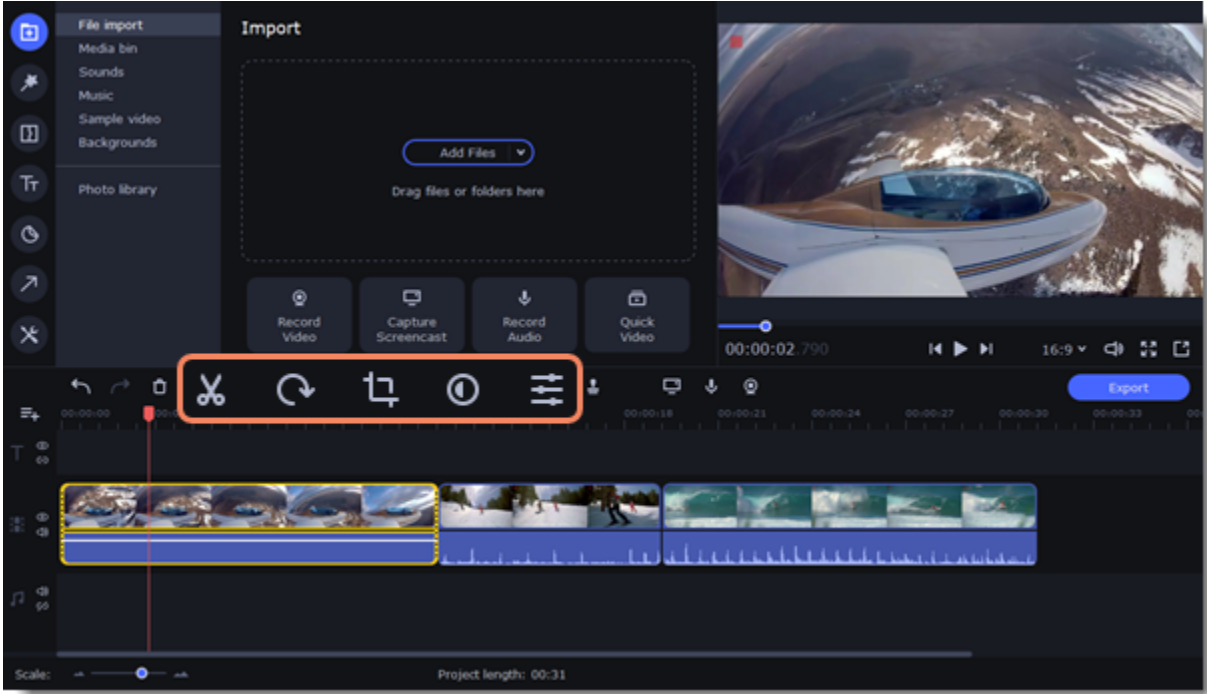 File import
Media bin
Sounds
Music
Sample video
Backgrounds
Photo library
Import
Add Files
Drag files or folders here
Record
Video
Capture
Screencast
Record
Audio
Quick
Video
00:00:02.790
16:9
Export
00:00:00
00:00:18
00:00:21
00:00:24
00:00:27
00:00:30
00:00:33
Scale:
Project length: 00:31